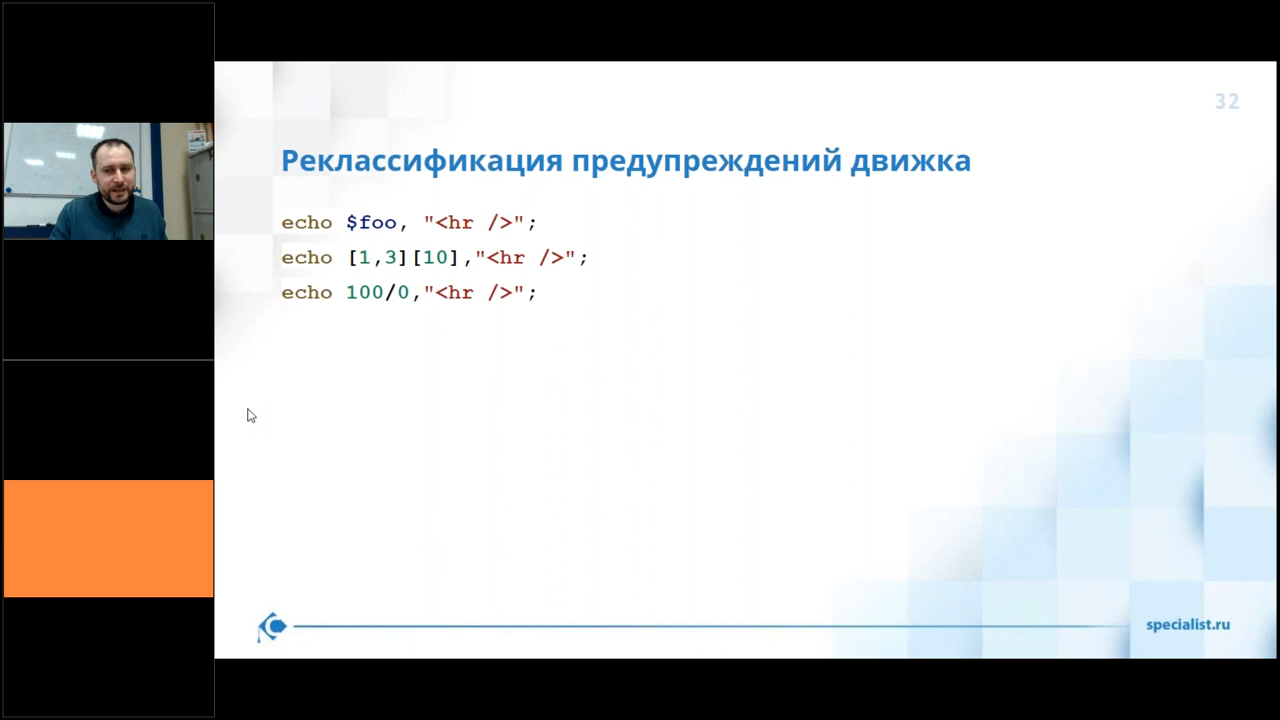 32
Реклассификация предупреждений движка
echo $foo, "<hr />";
echo [1,3][10],"<hr />";
echo 100/0,"<hr />";
specialist.ru